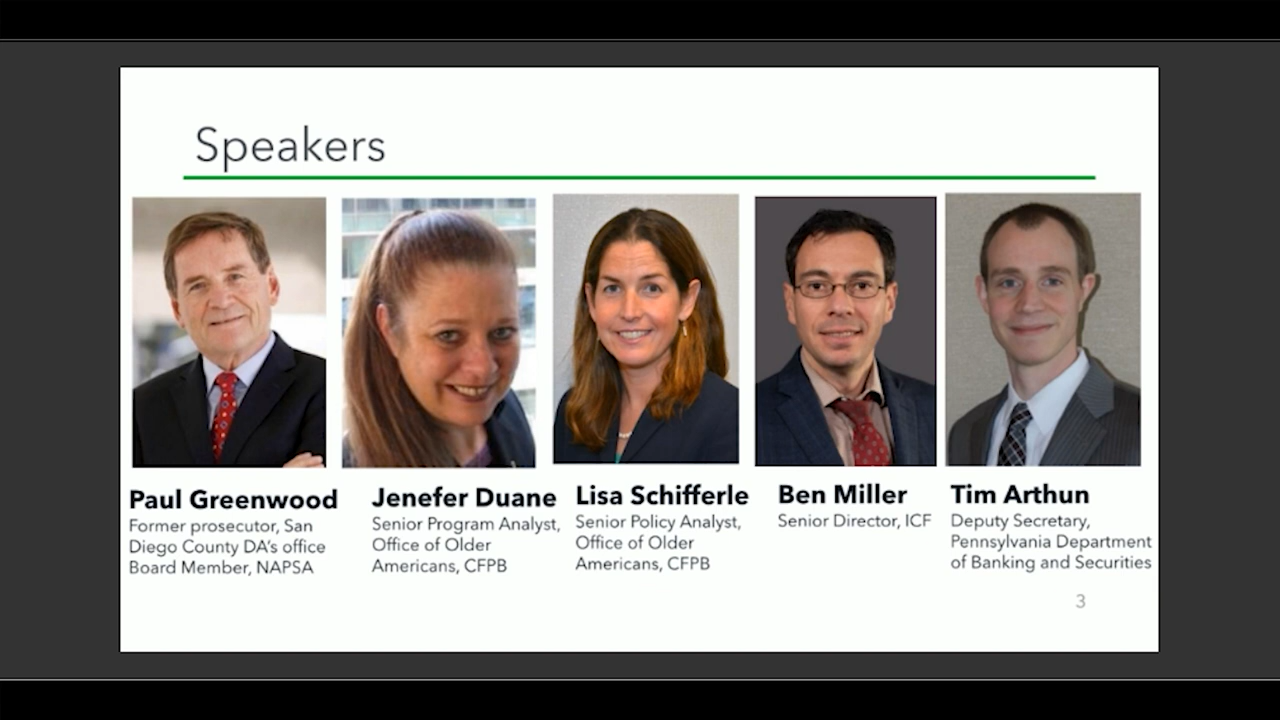 Speakers
Paul Greenwood
Former prosecutor, San
Diego County DA's office
Board Member, NAPSA
Jenefer Duane
Senior Program Analyst,
Office of Older
Americans, CFPB
Lisa Schifferle
Senior Policy Analyst,
Office of Older
Americans, CFPB
Ben Miller
Senior Director, ICF
Tim Arthun
Deputy Secretary,
Pennsylvania Department
of Banking and Securities
3